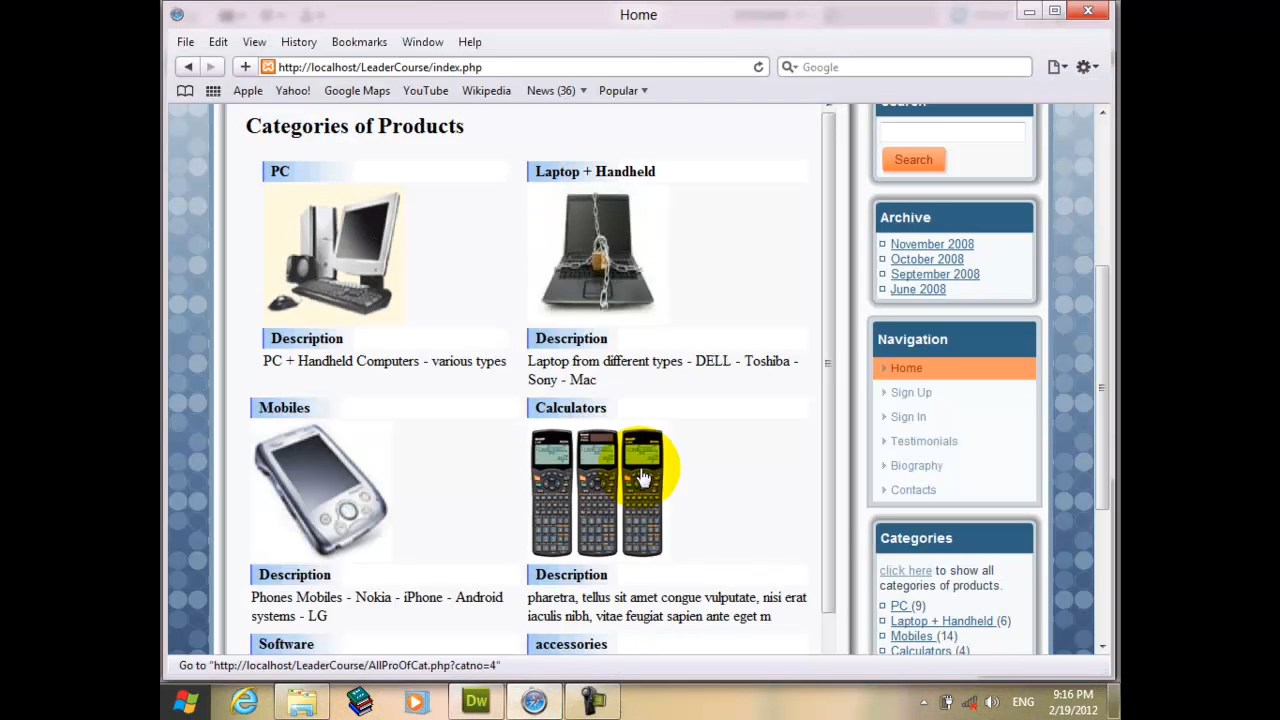 Home
File Edit View History Bookmarks Window Help
http://localhost/LeaderCourse/index.php
Google
Apple Yahoo! Google Maps YouTube Wikipedia News (36) Popular
Categories of Products
PC
Laptop + Handheld
Description
PC + Handheld Computers - various types
Description
Laptop from different types - DELL - Toshiba -
Sony - Mac
Mobiles
Calculators
Description
Phones Mobiles - Nokia - iPhone - Android
systems - LG
Description
pharetra, tellus sit amet congue vulputate, nisi erat
iaculis nibh, vitae feugiat sapien ante eget m
Software
accessories
Search
Search
Archive
November 2008
October 2008
September 2008
June 2008
Navigation
Home
Sign Up
Sign In
Testimonials
Biography
Contacts
Categories
click here to show all
categories of products.
PC (9)
Laptop + Handheld (6)
Mobiles (14)
Calculators (4)
Go to "http://localhost/LeaderCourse/AllProOfCat.php?catno=4"
Dw
ENG
9:16 PM
2/19/2012